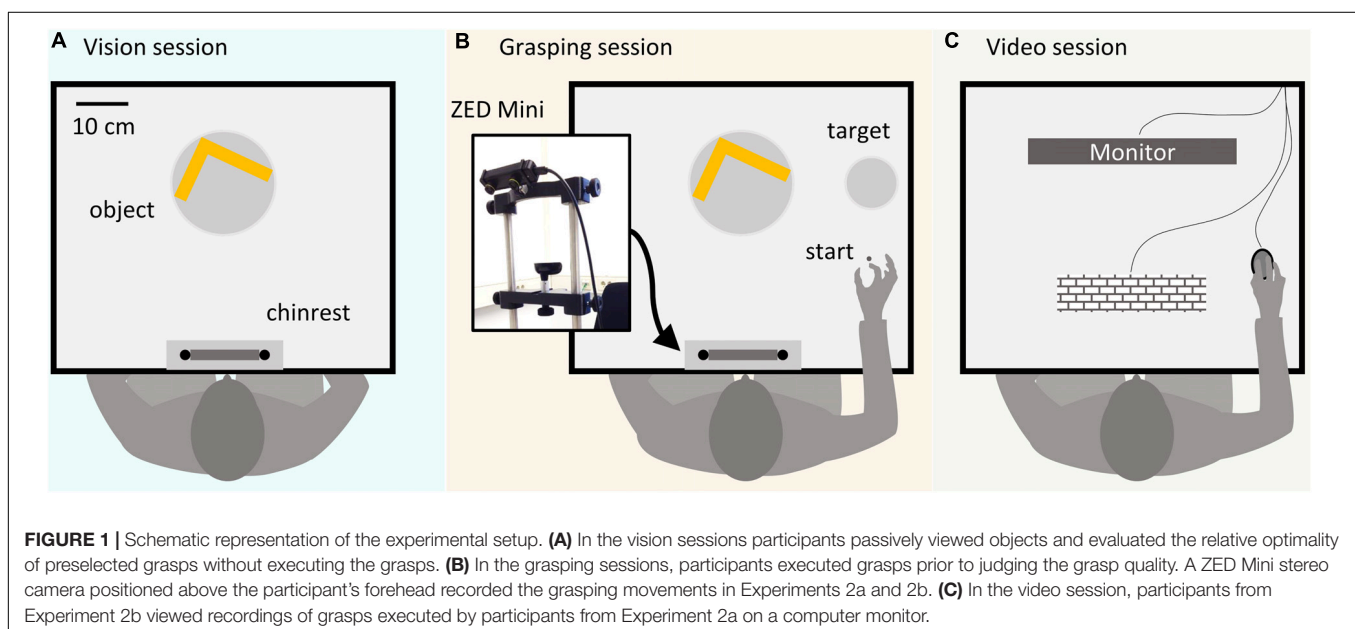 A Vision session
10 cm
object
chinrest
B Grasping session
ZED Mini
target
start
C Video session
Monitor
FIGURE 1 | Schematic representation of the experimental setup. (A) In the vision sessions participants passively viewed objects and evaluated the relative optimality
of preselected grasps without executing the grasps. (B) In the grasping sessions, participants executed grasps prior to judging the grasp quality. A ZED Mini stereo
camera positioned above the participant's forehead recorded the grasping movements in Experiments 2a and 2b. (C) In the video session, participants from
Experiment 2b viewed recordings of grasps executed by participants from Experiment 2a on a computer monitor.